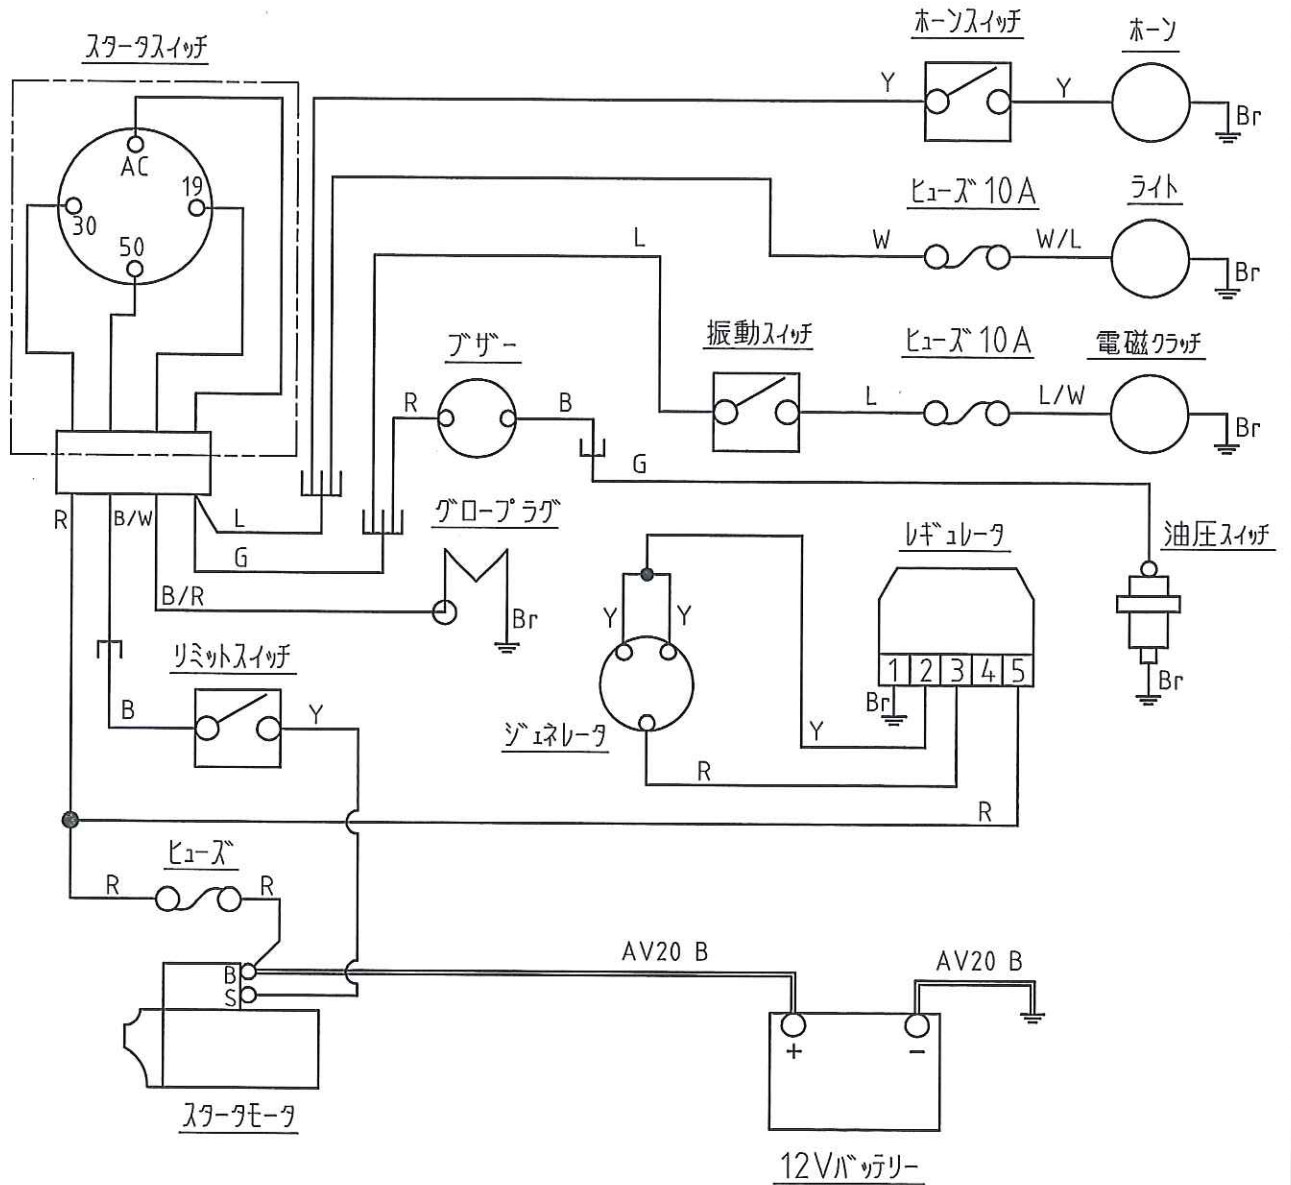 ホーンスイッチ
ホーン
スタータスイッチ
Y
Y
Br
AC
19
30
50
ヒューズ 10A
ライト
W
W/L
Br
L
ブザー
振動スイッチ
ヒューズ 10A
電磁クラッチ
R
B
L
L/W
Br
G
R
B/W
L
グロープラグ
レギュレータ
油圧スイッチ
G
B/R
Br
Y
Y
1 2 3 4 5
Br
Br
リミットスイッチ
B
Y
ジェネレータ
Y
R
R
ヒューズ
R
R
AV20 B
AV20 B
B
S
+
−
スタータモータ
12Vバッテリー